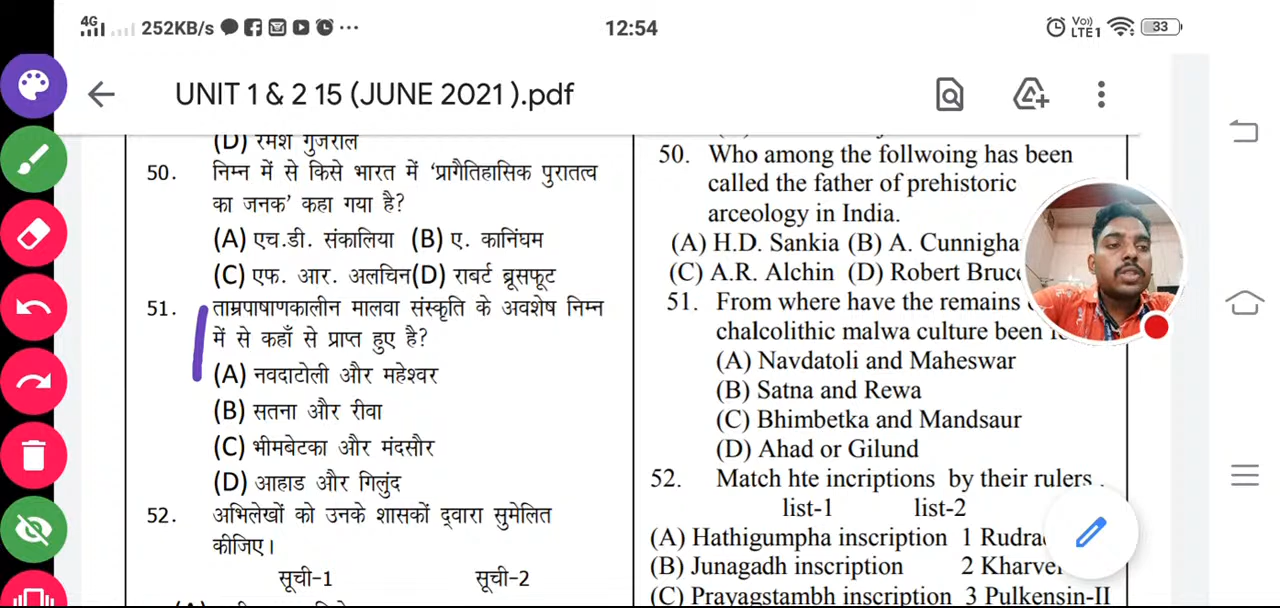 4G 252KB/s ... 12:54 Vo)) LTE1 33
UNIT 1 & 2 15 (JUNE 2021 ).pdf
(D) रमेश गुजराल
50. निम्न में से किसे भारत में 'प्रागैतिहासिक पुरातत्व
का जनक' कहा गया है?
(A) एच.डी. संकालिया (B) ए. कानिंघम
(C) एफ. आर. अलचिन(D) राबर्ट ब्रूसफूट
51. ताम्रपाषाणकालीन मालवा संस्कृति के अवशेष निम्न
में से कहाँ से प्राप्त हुए है?
(A) नवदाटोली और महेश्वर
(B) सतना और रीवा
(C) भीमबेटका और मंदसौर
(D) आहाड और गिलुंद
52. अभिलेखों को उनके शासकों द्वारा सुमेलित
कीजिए।
सूची-1 सूची-2
50. Who among the follwoing has been
called the father of prehistoric
arceology in India.
(A) H.D. Sankia (B) A. Cunnigha
(C) A.R. Alchin (D) Robert Bruc
51. From where have the remains
chalcolithic malwa culture been
(A) Navdatoli and Maheswar
(B) Satna and Rewa
(C) Bhimbetka and Mandsaur
(D) Ahad or Gilund
52. Match hte incriptions by their rulers .
list-1 list-2
(A) Hathigumpha inscription 1 Rudra
(B) Junagadh inscription 2 Kharve
(C) Prayagstambh inscription 3 Pulkensin-II